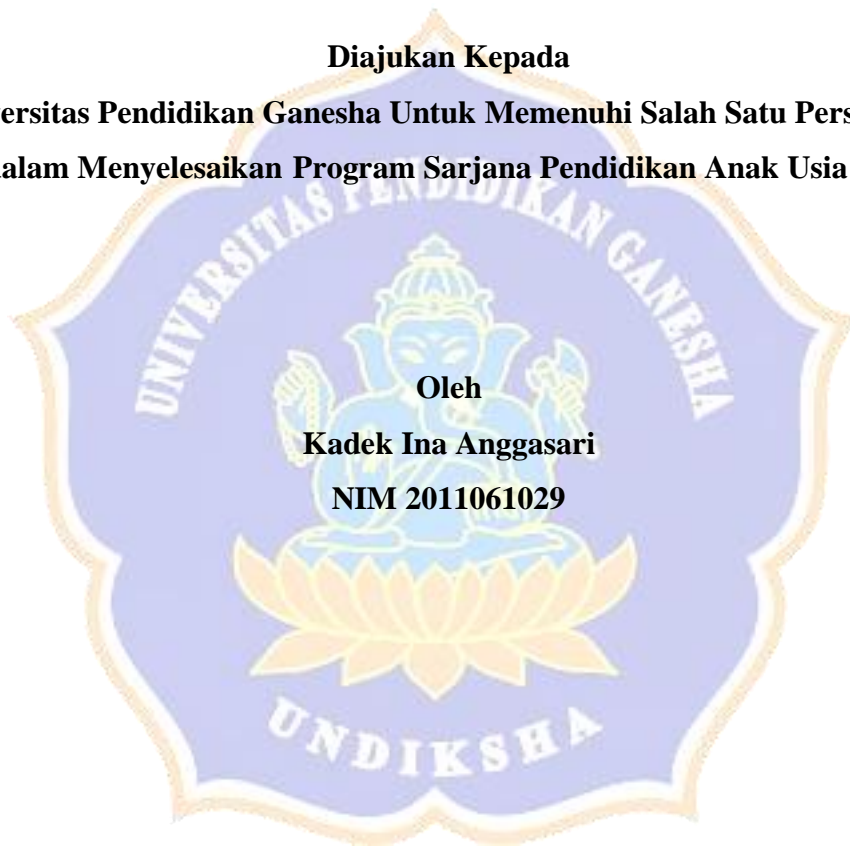 Diajukan Kepada
ersitas Pendidikan Ganesha Untuk Memenuhi Salah Satu Pers
alam Menyelesaikan Program Sarjana Pendidikan Anak Usia
UNIVERSITAS PENDIDIKAN GANESHA
Oleh
Kadek Ina Anggasari
NIM 2011061029
UNDIKSHA